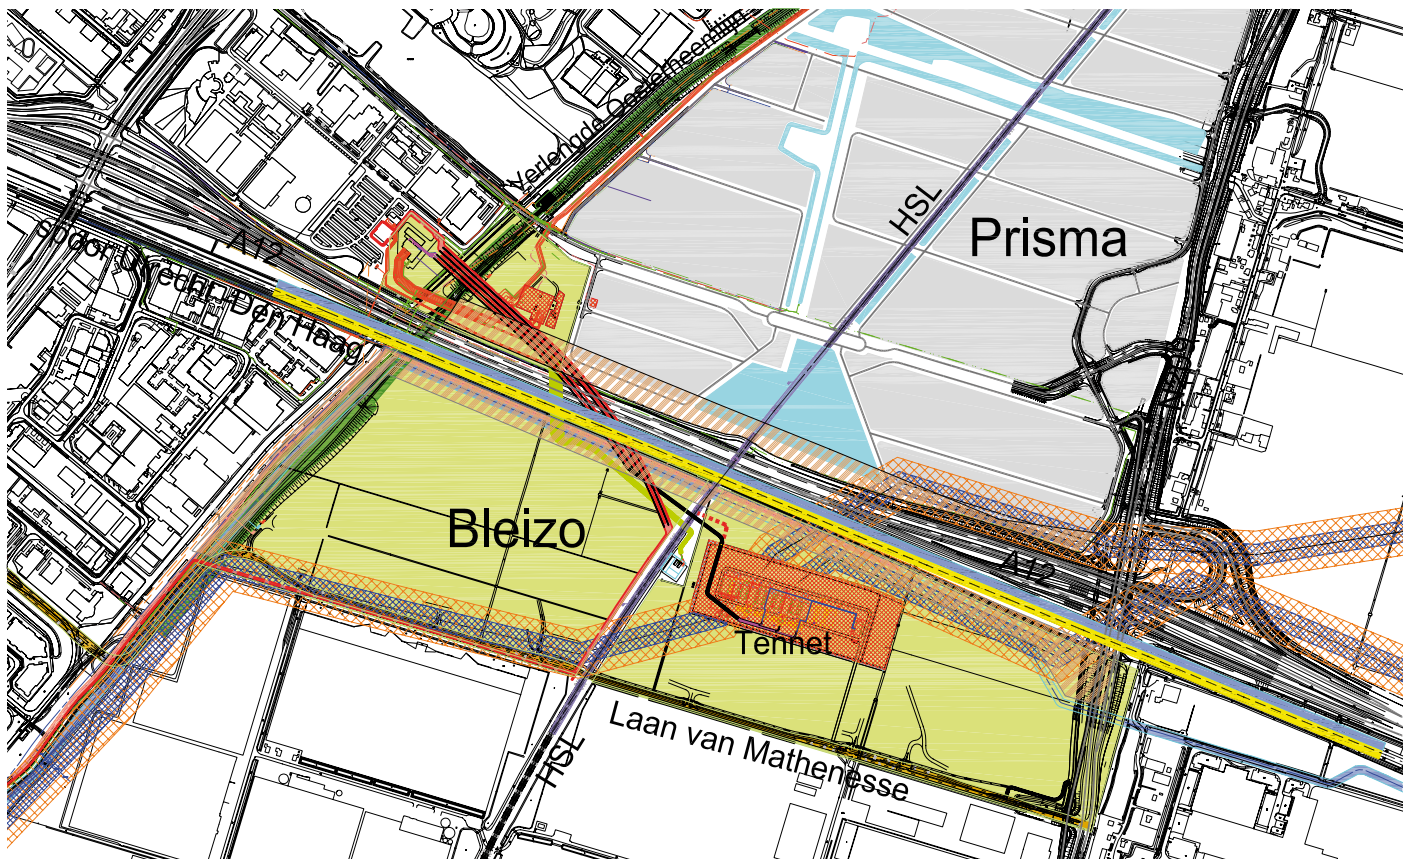 Verlengde Oosterheemlijn
HSL
Prisma
A12
spoor Utrecht / Den Haag
Bleizo
A12
Tennet
Laan van Mathenesse
HSL